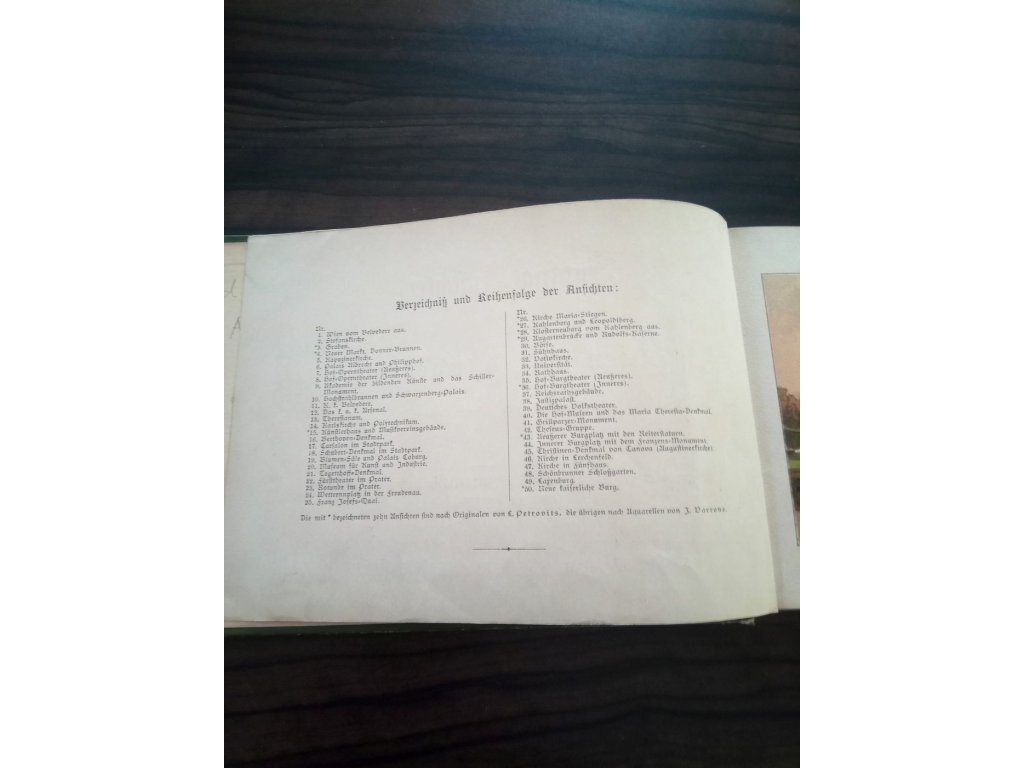 Verzeichniß und Reihenfolge der Ansichten:
Nr.
1. Wien vom Belvedere aus.
2. Stefanskirche.
*3. Graben.
*4. Neuer Markt, Donner-Brunnen.
5. Kapuzinerkirche.
6. Palais Albrecht und Philipphof.
7. Hof-Operntheater (Aeußeres).
8. Hof-Operntheater (Inneres).
9. Akademie der bildenden Künste und das Schiller-
Monument.
10. Hochstrahlbrunnen und Schwarzenberg-Palais.
11. K. k. Belvedere.
12. Das k. u. k. Arsenal.
13. Theresianum.
14. Karlskirche und Polytechnikum.
*15. Künstlerhaus und Musikvereinsgebäude.
16. Beethoven-Denkmal.
17. Cursalon im Stadtpark.
18. Schubert-Denkmal im Stadtpark.
19. Blumen-Säle und Palais Coburg.
20. Museum für Kunst und Industrie.
21. Tegetthoff-Denkmal.
22. Fürsttheater im Prater.
23. Rotunde im Prater.
24. Wettrennplatz in der Freudenau.
25. Franz Josefs-Quai.
Nr.
*26. Kirche Maria-Stiegen.
*27. Kahlenberg und Leopoldiberg.
*28. Klosterneuburg vom Kahlenberg aus.
*29. Augartenbrücke und Rudolfs-Kaserne.
30. Börse.
31. Sühnhaus.
32. Votivkirche.
33. Universität.
34. Rathhaus.
35. Hof-Burgtheater (Aeußeres).
*36. Hof-Burgtheater (Inneres).
37. Reichsrathsgebäude.
38. Justizpalast.
39. Deutsches Volkstheater.
40. Die Hof-Museen und das Maria Theresia-Denkmal.
41. Grillparzer-Monument.
42. Theseus-Gruppe.
*43. Aeußerer Burgplatz mit den Reiterstatuen.
44. Innerer Burgplatz mit dem Franzens-Monument.
45. Christinen-Denkmal von Canova (Augustinerkirche).
46. Kirche in Lerchenfeld.
47. Kirche in Fünfhaus.
48. Schönbrunner Schloßgarten.
49. Laxenburg.
*50. Neue kaiserliche Burg.
Die mit * bezeichneten zehn Ansichten sind nach Originalen von L. Petrovits, die übrigen nach Aquarellen von J. Varrone.